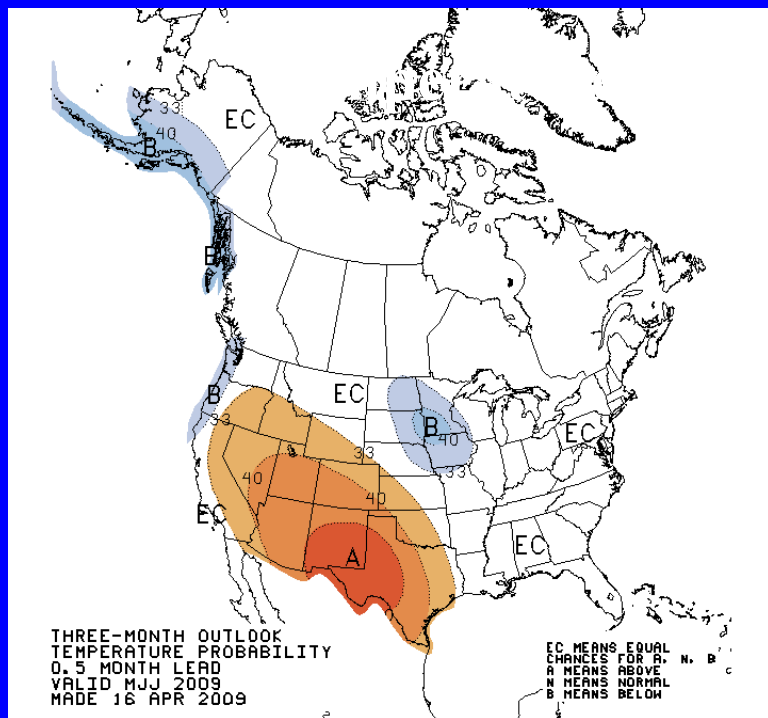 33
EC
40
B
B
EC
B
B
40
33
EC
33
33
40
40
EC
A
EC
THREE-MONTH OUTLOOK
TEMPERATURE PROBABILITY
0.5 MONTH LEAD
VALID MJJ 2009
MADE 16 APR 2009
EC MEANS EQUAL
CHANCES FOR A, N, B
A MEANS ABOVE
N MEANS NORMAL
B MEANS BELOW